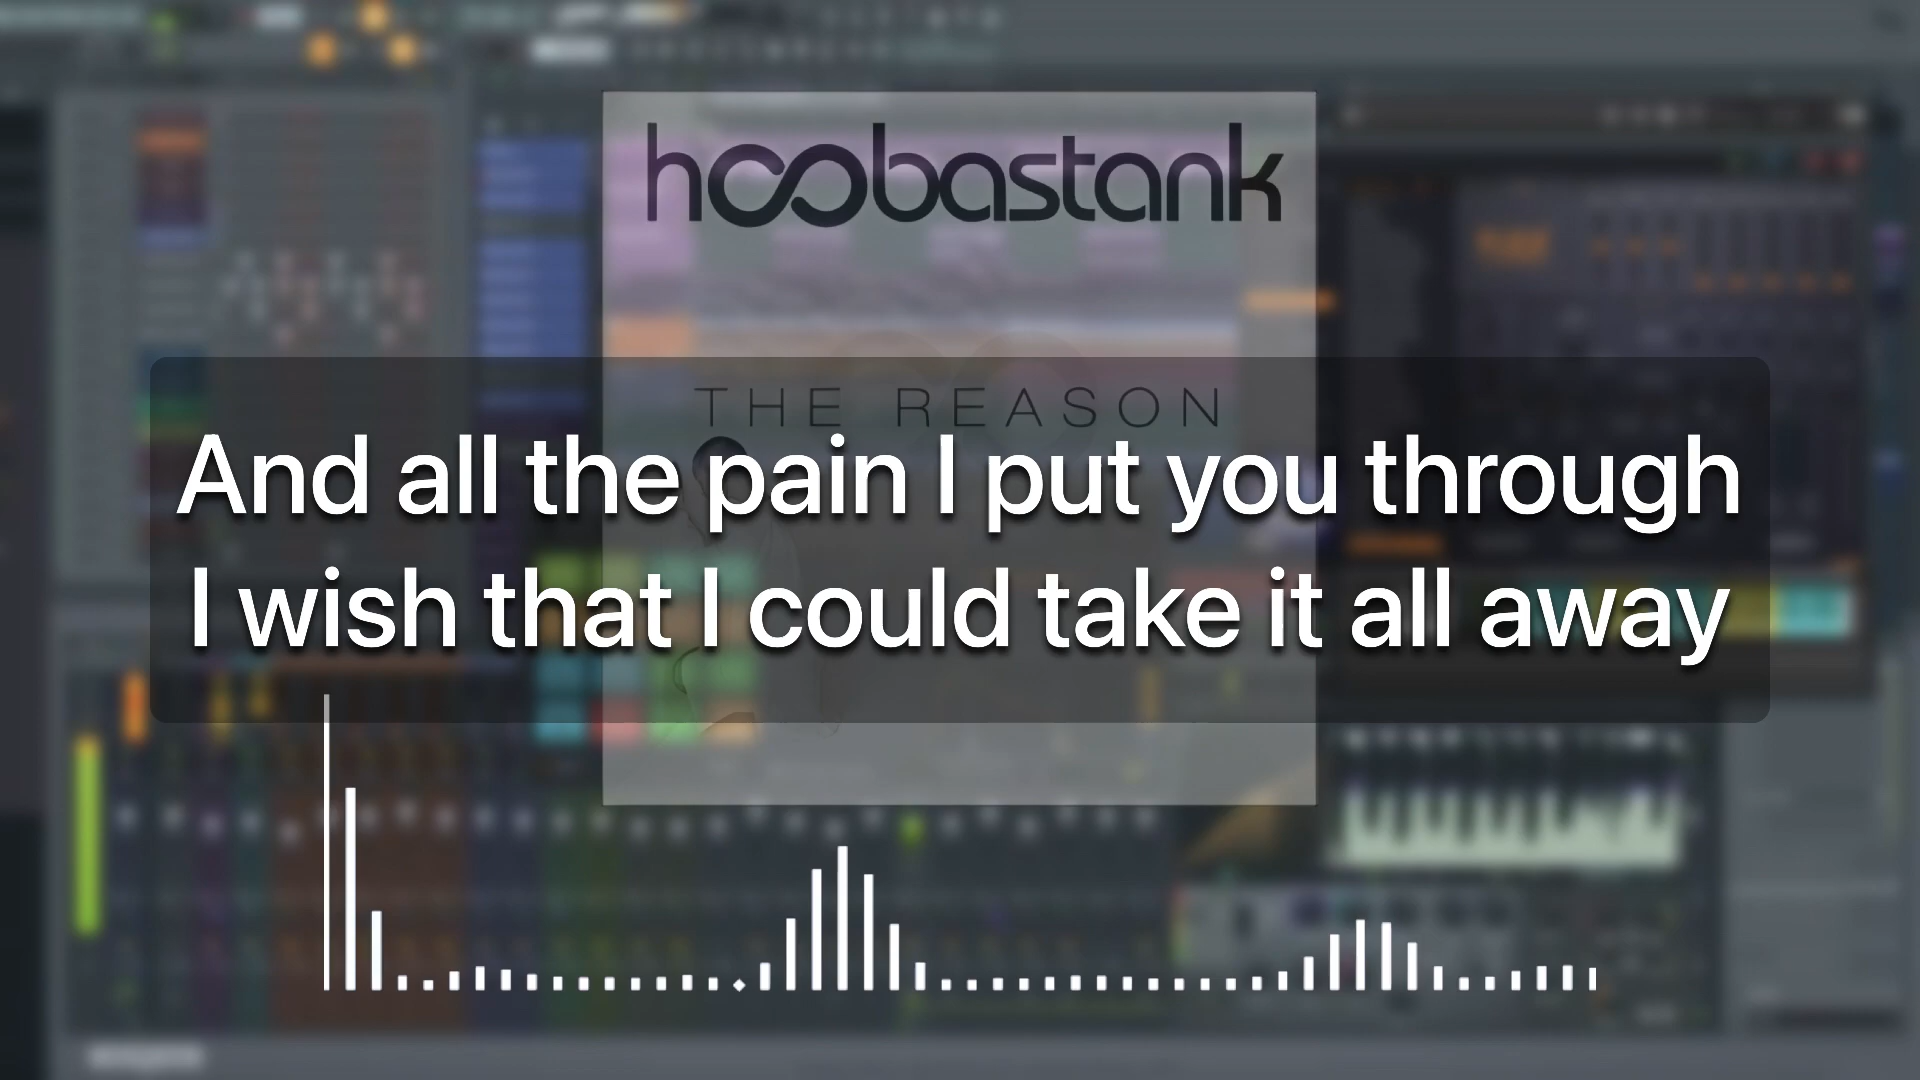 hoobastank
THE REASON
And all the pain I put you through
I wish that I could take it all away